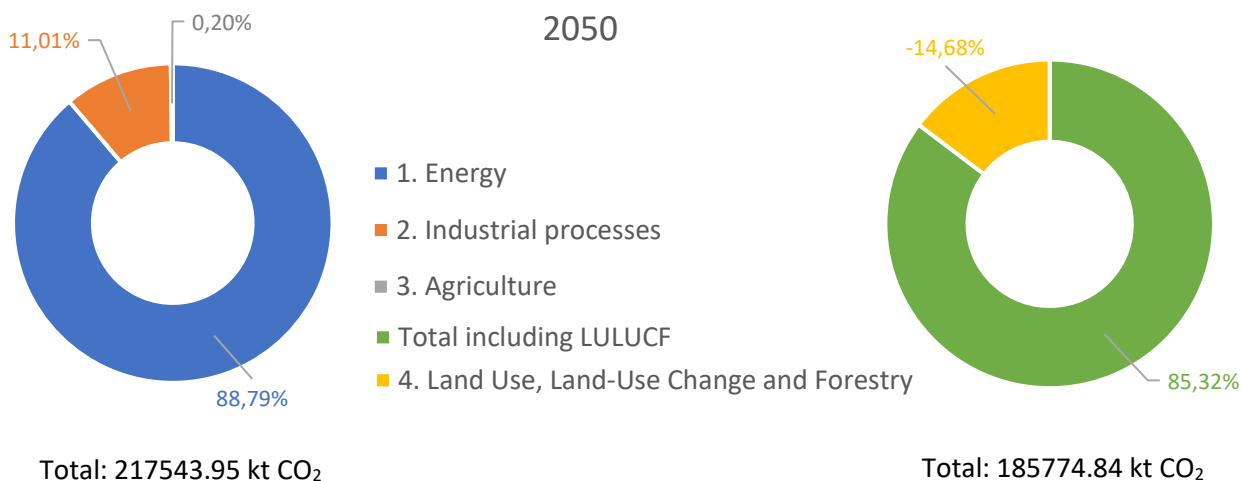 2050
11,01%
0,20%
88,79%
Total: 217543.95 kt CO₂
1. Energy
2. Industrial processes
3. Agriculture
Total including LULUCF
4. Land Use, Land-Use Change and Forestry
-14,68%
85,32%
Total: 185774.84 kt CO₂